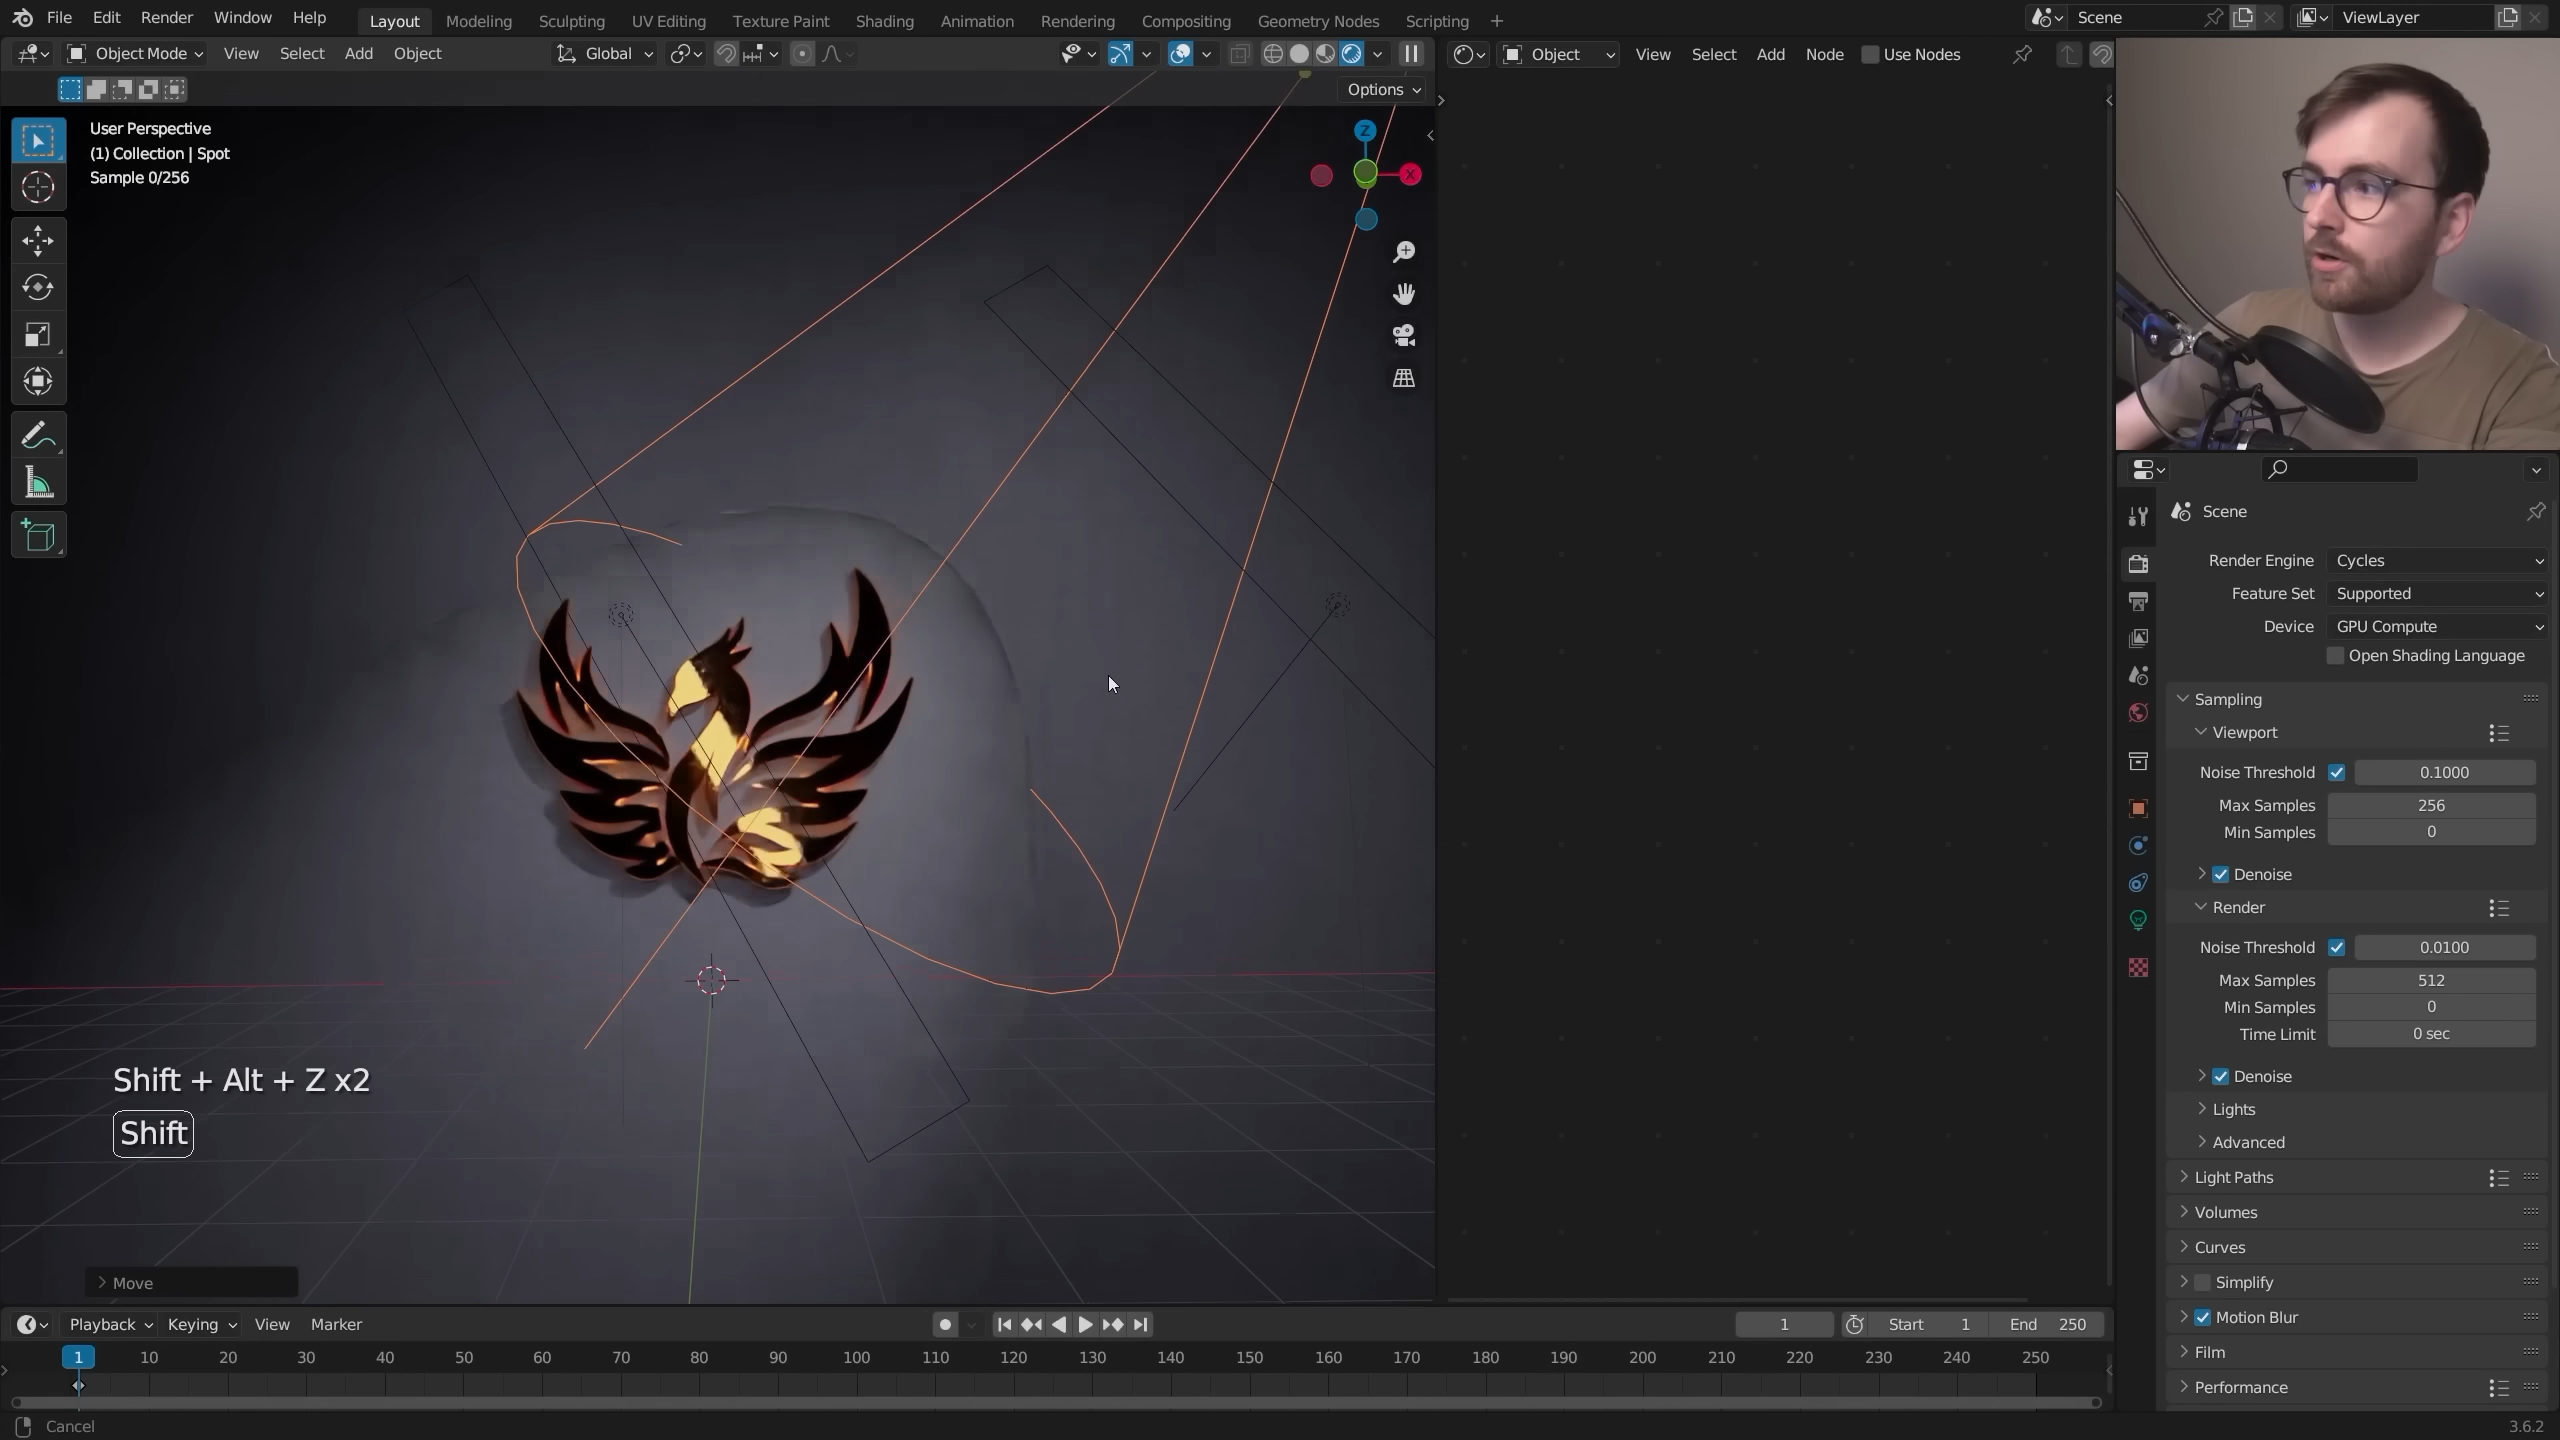 File Edit Render Window Help
Layout Modeling Sculpting UV Editing Texture Paint Shading Animation Rendering Compositing Geometry Nodes Scripting +
Scene
ViewLayer
Object Mode View Select Add Object
Global
Object View Select Add Node Use Nodes
Options
User Perspective
(1) Collection | Spot
Sample 0/256
Z
X
Scene
Render Engine Cycles
Feature Set Supported
Device GPU Compute
Open Shading Language
Sampling
Viewport
Noise Threshold 0.1000
Max Samples 256
Min Samples 0
Denoise
Render
Noise Threshold 0.0100
Max Samples 512
Min Samples 0
Time Limit 0 sec
Denoise
Lights
Advanced
Light Paths
Volumes
Curves
Simplify
Motion Blur
Film
Performance
Shift + Alt + Z x2
Shift
Move
Playback Keying View Marker
1 Start 1 End 250
1 10 20 30 40 50 60 70 80 90 100 110 120 130 140 150 160 170 180 190 200 210 220 230 240 250
Cancel
3.6.2